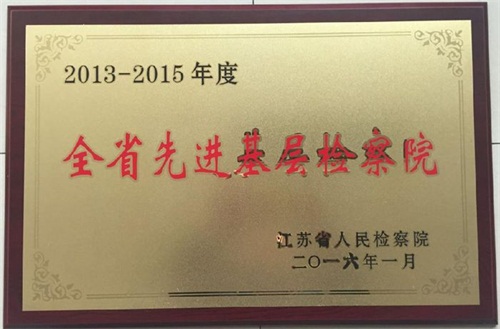 2013-2015年度
全省先进基层检察院
江苏省人民检察院
二〇一六年一月